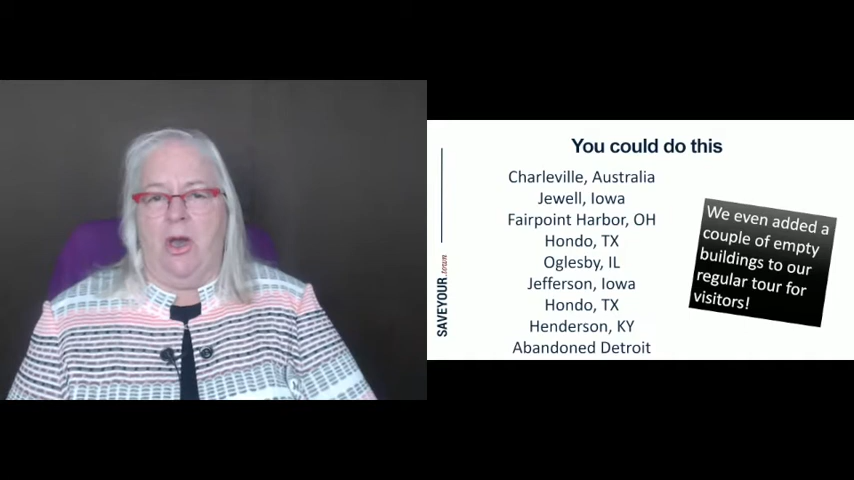 You could do this
Charleville, Australia
Jewell, Iowa
Fairpoint Harbor, OH
Hondo, TX
Oglesby, IL
Jefferson, Iowa
Hondo, TX
Henderson, KY
Abandoned Detroit
We even added a
couple of empty
buildings to our
regular tour for
visitors!
SAVEYOUR.town